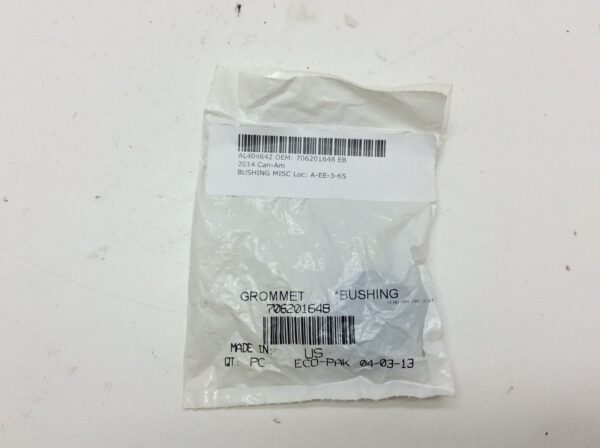 AL404642 OEM: 706201648 EB
2014 Can-Am
BUSHING MISC Loc: A-EE-3-6S
GROMMET *BUSHING
706201648
MADE IN: US
QT: PC ECO-PAK 04-03-13